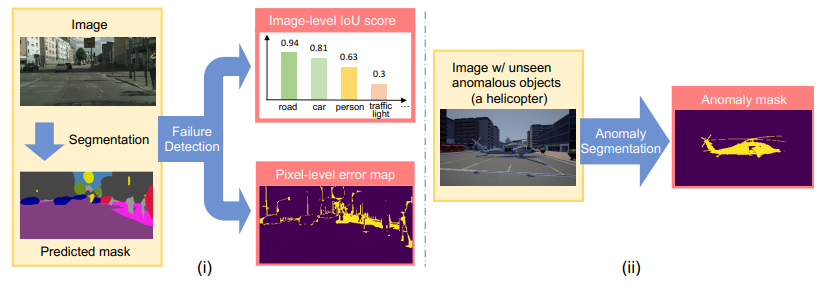 Image
Segmentation
Predicted mask
Failure
Detection
Image-level IoU score
0.94
0.81
0.63
0.3
road
car
person
traffic
light
...
Pixel-level error map
(i)
Image w/ unseen
anomalous objects
(a helicopter)
Anomaly
Segmentation
Anomaly mask
(ii)